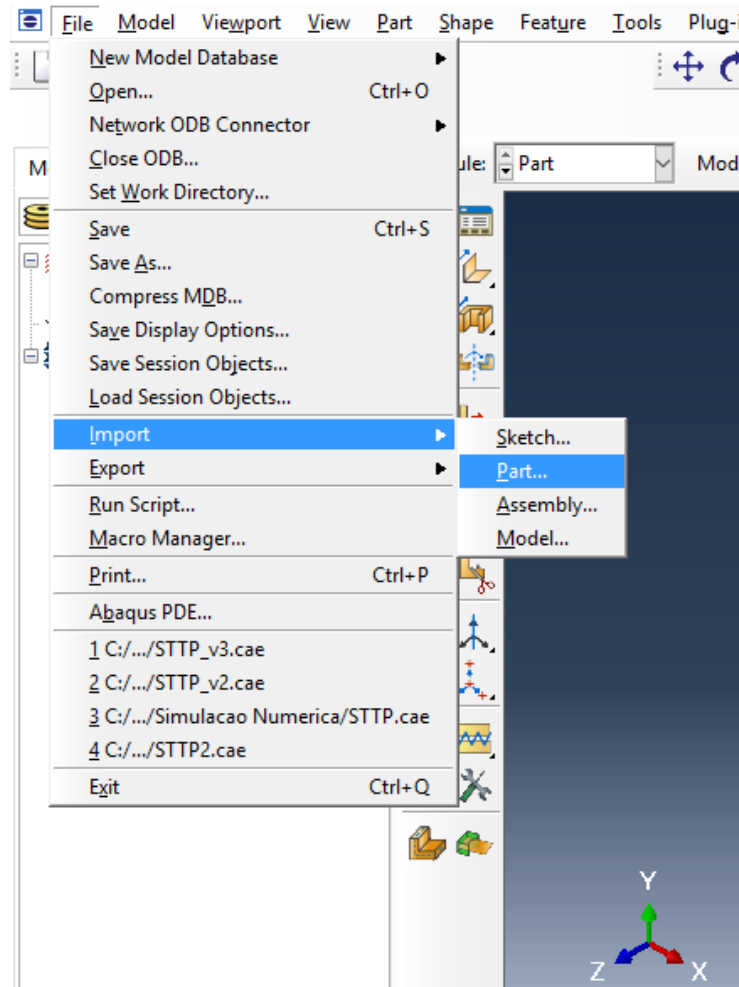 File Model Viewport View Part Shape Feature Tools Plug-i
New Model Database
Open... Ctrl+O
Network ODB Connector
Close ODB...
Set Work Directory...
Save Ctrl+S
Save As...
Compress MDB...
Save Display Options...
Save Session Objects...
Load Session Objects...
Import
Export
Run Script...
Macro Manager...
Print... Ctrl+P
Abaqus PDE...
1 C:/.../STTP_v3.cae
2 C:/.../STTP_v2.cae
3 C:/.../Simulacao Numerica/STTP.cae
4 C:/.../STTP2.cae
Exit Ctrl+Q
Sketch...
Part...
Assembly...
Model...
M
ule: Part Mod
Y
Z X